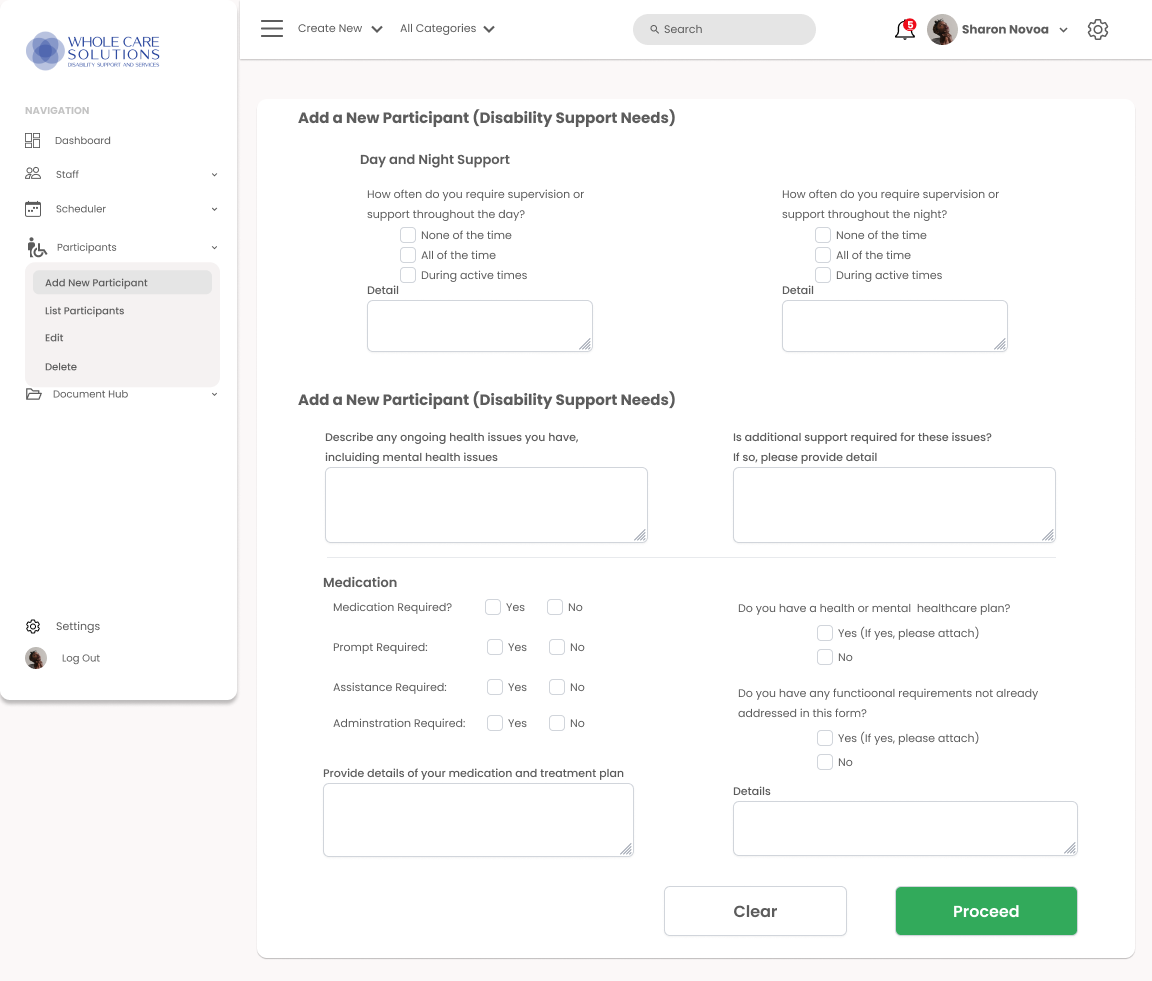 WHOLE CARE
SOLUTIONS
DISABILITY SUPPORT AND SERVICES
NAVIGATION
Dashboard
Staff
Scheduler
Participants
Add New Participant
List Participants
Edit
Delete
Document Hub
Settings
Log Out
Create New
All Categories
Search
5
Sharon Novoa
Add a New Participant (Disability Support Needs)
Day and Night Support
How often do you require supervision or
support throughout the day?
None of the time
All of the time
During active times
Detail
How often do you require supervision or
support throughout the night?
None of the time
All of the time
During active times
Detail
Add a New Participant (Disability Support Needs)
Describe any ongoing health issues you have,
incluiding mental health issues
Is additional support required for these issues?
If so, please provide detail
Medication
Medication Required? Yes No
Prompt Required: Yes No
Assistance Required: Yes No
Adminstration Required: Yes No
Provide details of your medication and treatment plan
Do you have a health or mental  healthcare plan?
Yes (If yes, please attach)
No
Do you have any functioonal requirements not already
addressed in this form?
Yes (If yes, please attach)
No
Details
Clear
Proceed